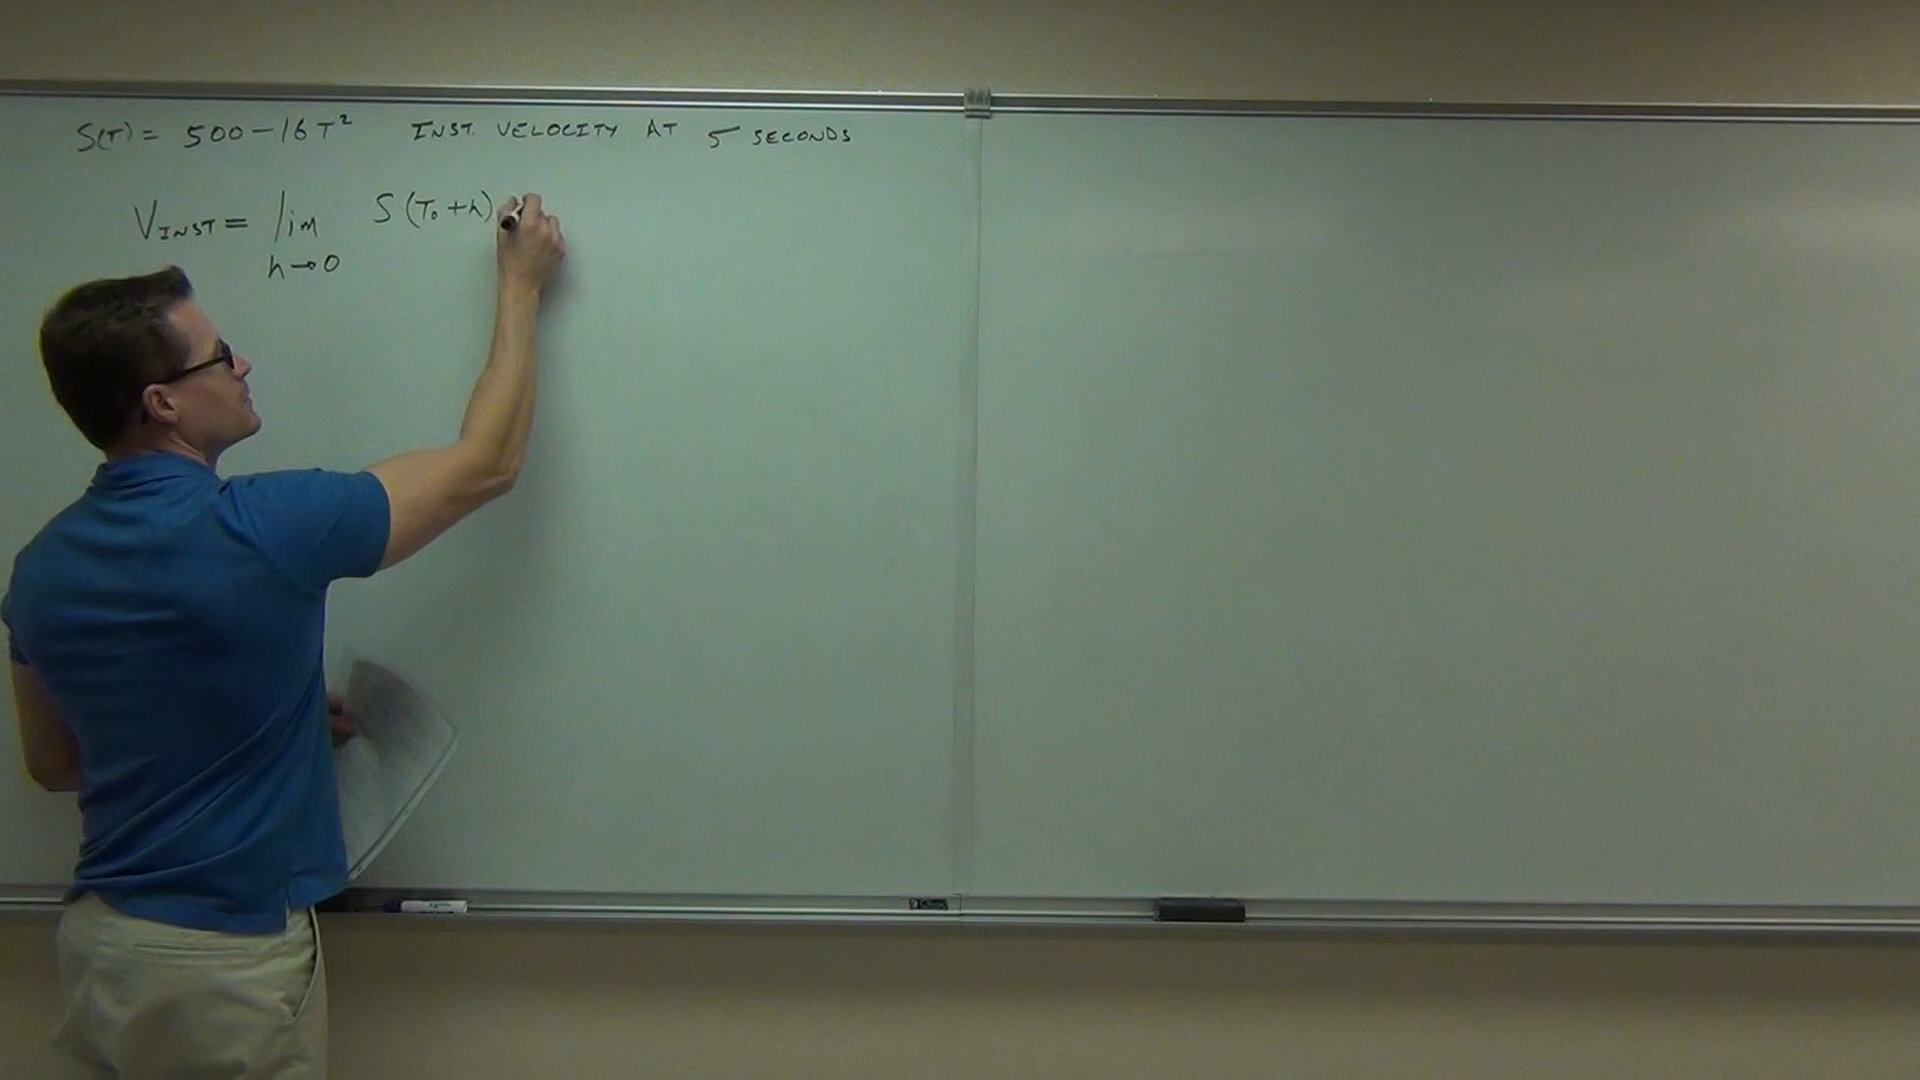 S(T) = 500 - 16T² INST. VELOCITY AT 5 SECONDS
V_INST = lim S(T₀ + h)
h→0